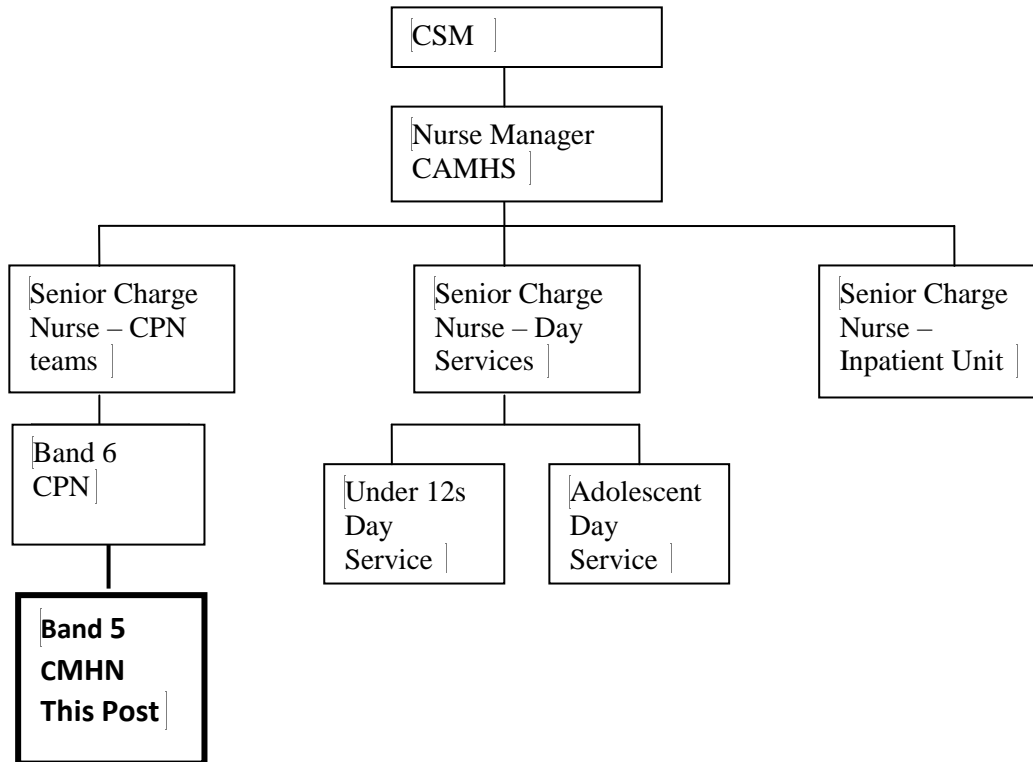 CSM
Nurse Manager
CAMHS
Senior Charge
Nurse – CPN
teams
Senior Charge
Nurse – Day
Services
Senior Charge
Nurse –
Inpatient Unit
Band 6
CPN
Under 12s
Day
Service
Adolescent
Day
Service
Band 5
CMHN
This Post